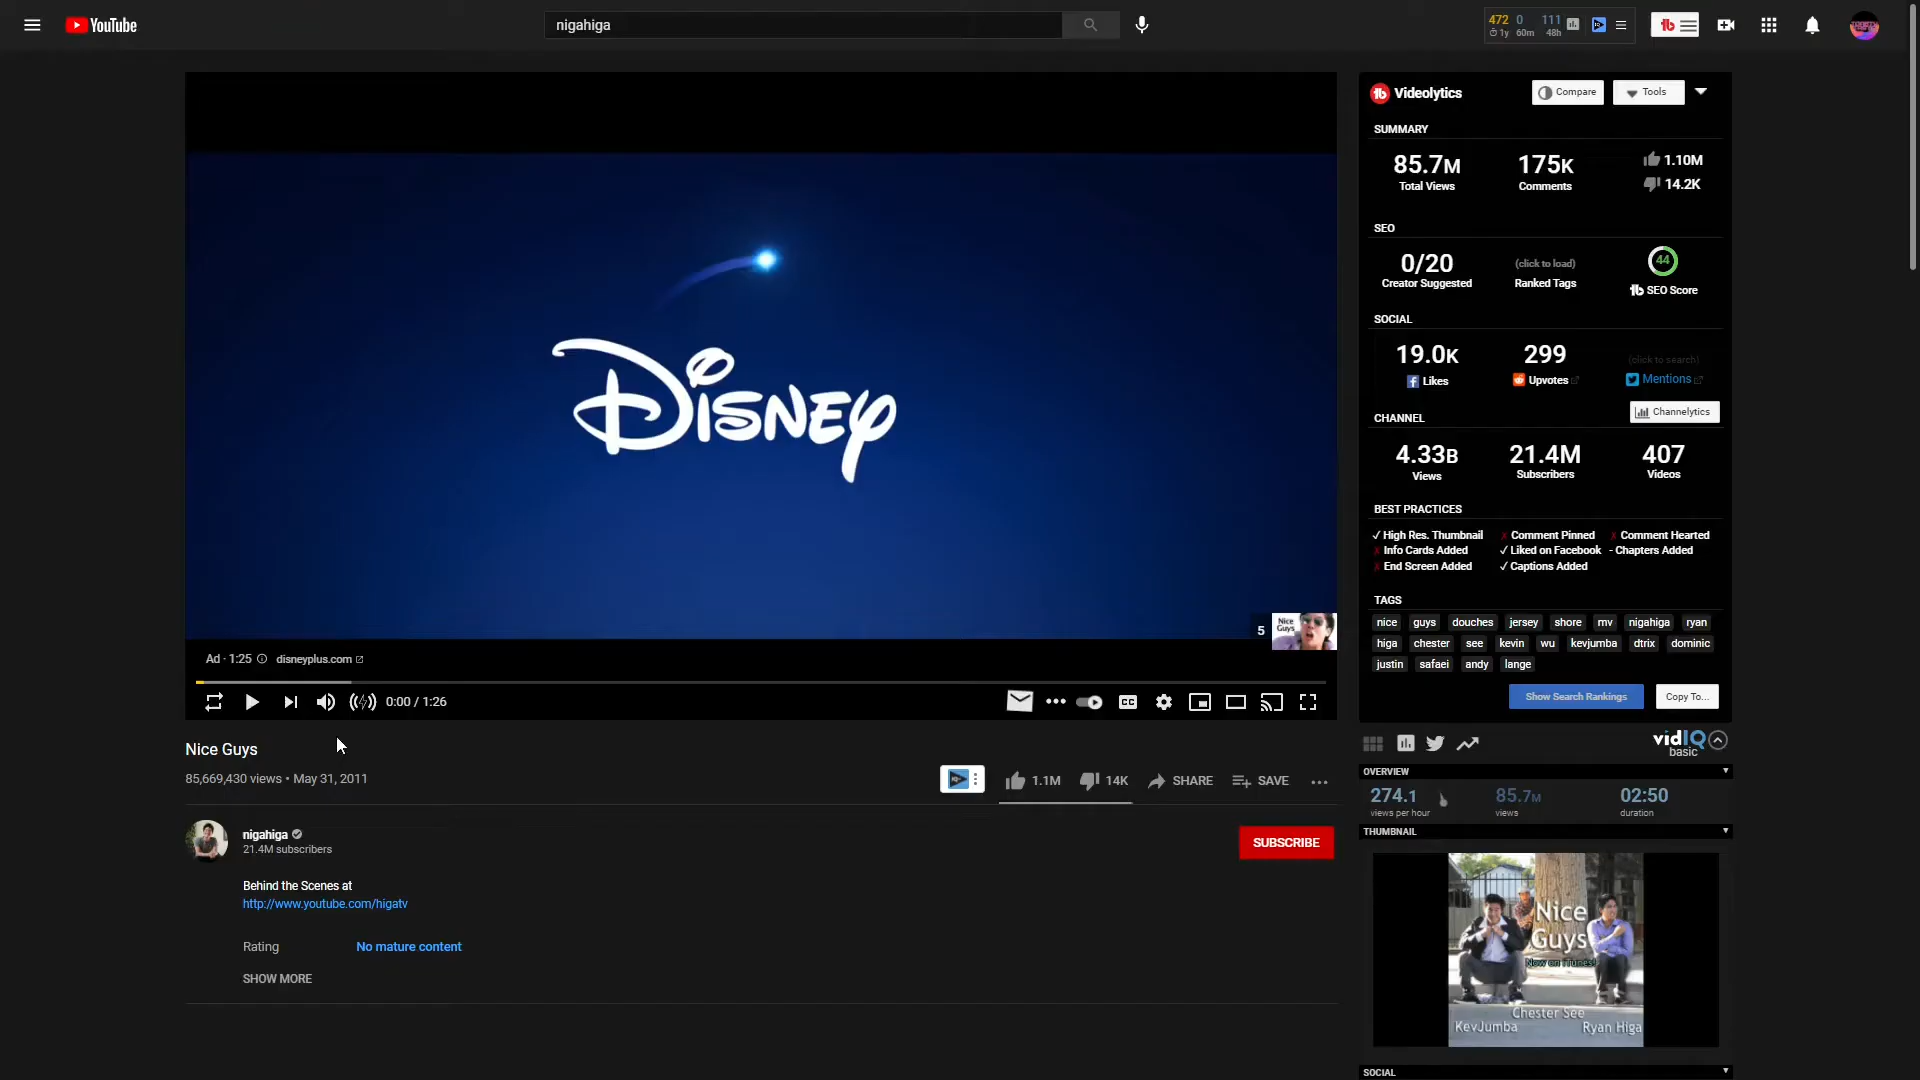 YouTube
nigahiga
472 0 111
1y 60m 48h
Disney
5
Nice Guys
Ad · 1:25 disneyplus.com
0:00 / 1:26
CC
Nice Guys
85,669,430 views • May 31, 2011
1.1M 14K SHARE SAVE
nigahiga
21.4M subscribers
SUBSCRIBE
Behind the Scenes at
http://www.youtube.com/higatv
Rating No mature content
SHOW MORE
Videolytics Compare Tools
SUMMARY
85.7M 175K 1.10M
Total Views Comments 14.2K
SEO
0/20 (click to load) 44
Creator Suggested Ranked Tags SEO Score
SOCIAL
19.0K 299 (click to search)
Likes Upvotes Mentions
CHANNEL Channelytics
4.33B 21.4M 407
Views Subscribers Videos
BEST PRACTICES
✓ High Res. Thumbnail ✗ Comment Pinned ✗ Comment Hearted
✗ Info Cards Added ✓ Liked on Facebook - Chapters Added
✗ End Screen Added ✓ Captions Added
TAGS
nice guys douches jersey shore mv nigahiga ryan
higa chester see kevin wu kevjumba dtrix dominic
justin safaei andy lange
Show Search Rankings Copy To...
vidIQ
basic
OVERVIEW
274.1 85.7M 02:50
views per hour views duration
THUMBNAIL
Nice
Guys
Now on iTunes!
Chester See
KevJumba Ryan Higa
SOCIAL